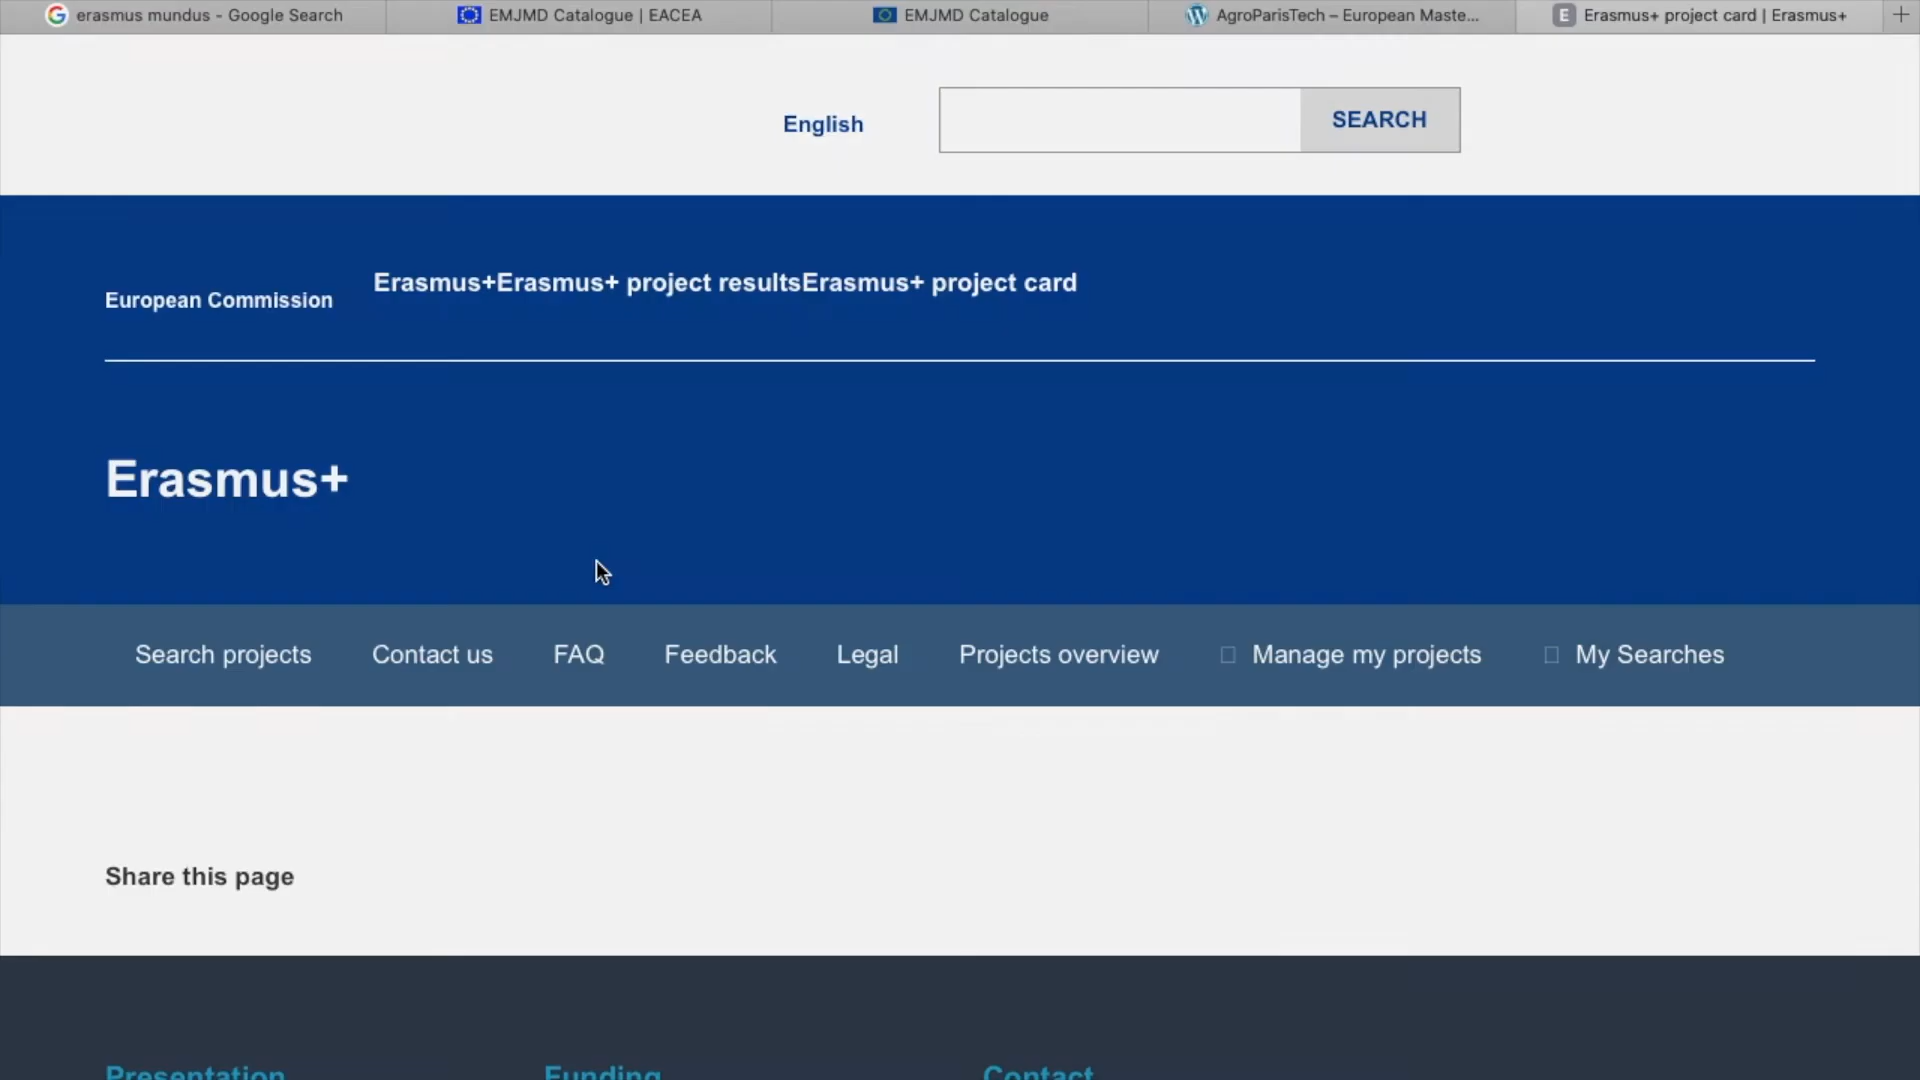 erasmus mundus - Google Search
EMJMD Catalogue | EACEA
EMJMD Catalogue
AgroParisTech – European Maste...
E Erasmus+ project card | Erasmus+
English
SEARCH
European Commission
Erasmus+Erasmus+ project resultsErasmus+ project card
Erasmus+
Search projects
Contact us
FAQ
Feedback
Legal
Projects overview
Manage my projects
My Searches
Share this page
Presentation
Funding
Contact